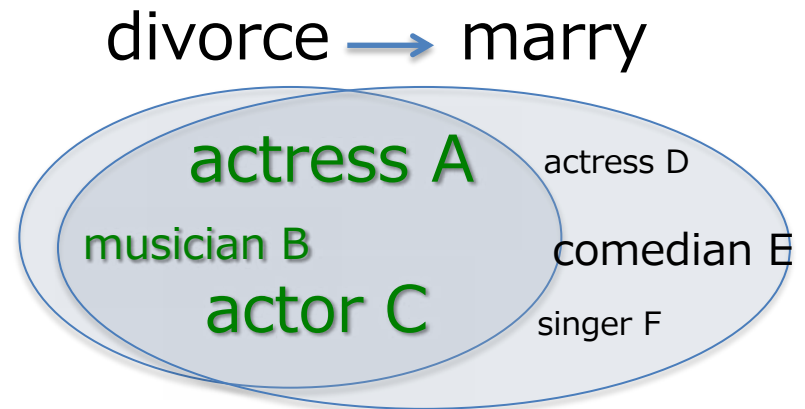 divorce → marry
actress A
actress D
musician B
comedian E
actor C
singer F